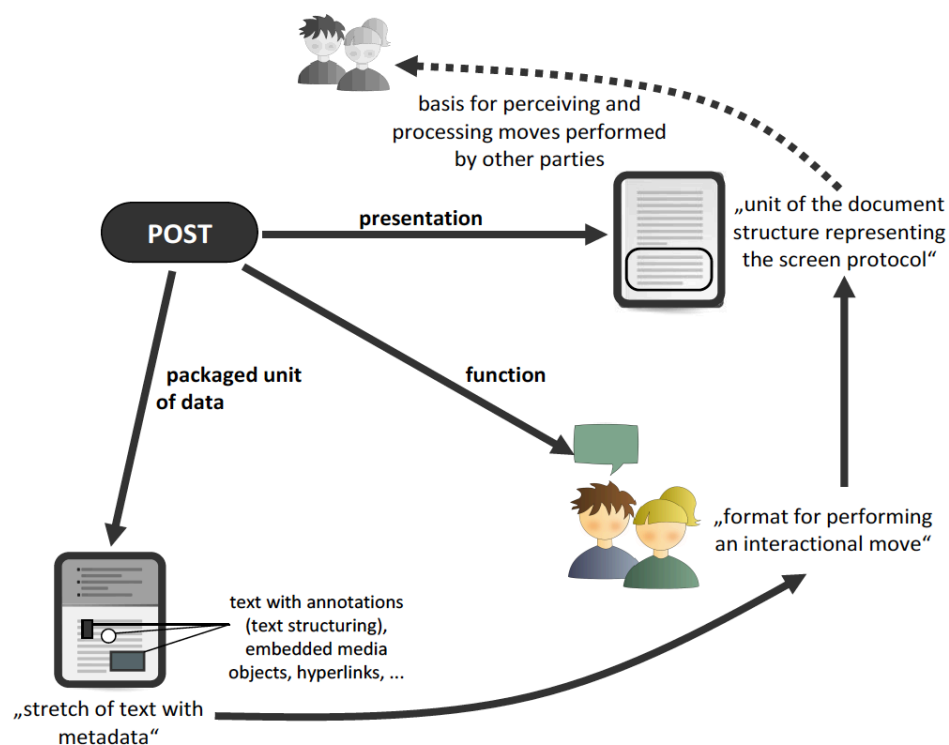 basis for perceiving and
processing moves performed
by other parties
presentation
POST
„unit of the document
structure representing
the screen protocol“
packaged unit
of data
function
„format for performing
an interactional move“
text with annotations
(text structuring),
embedded media
objects, hyperlinks, ...
„stretch of text with
metadata“